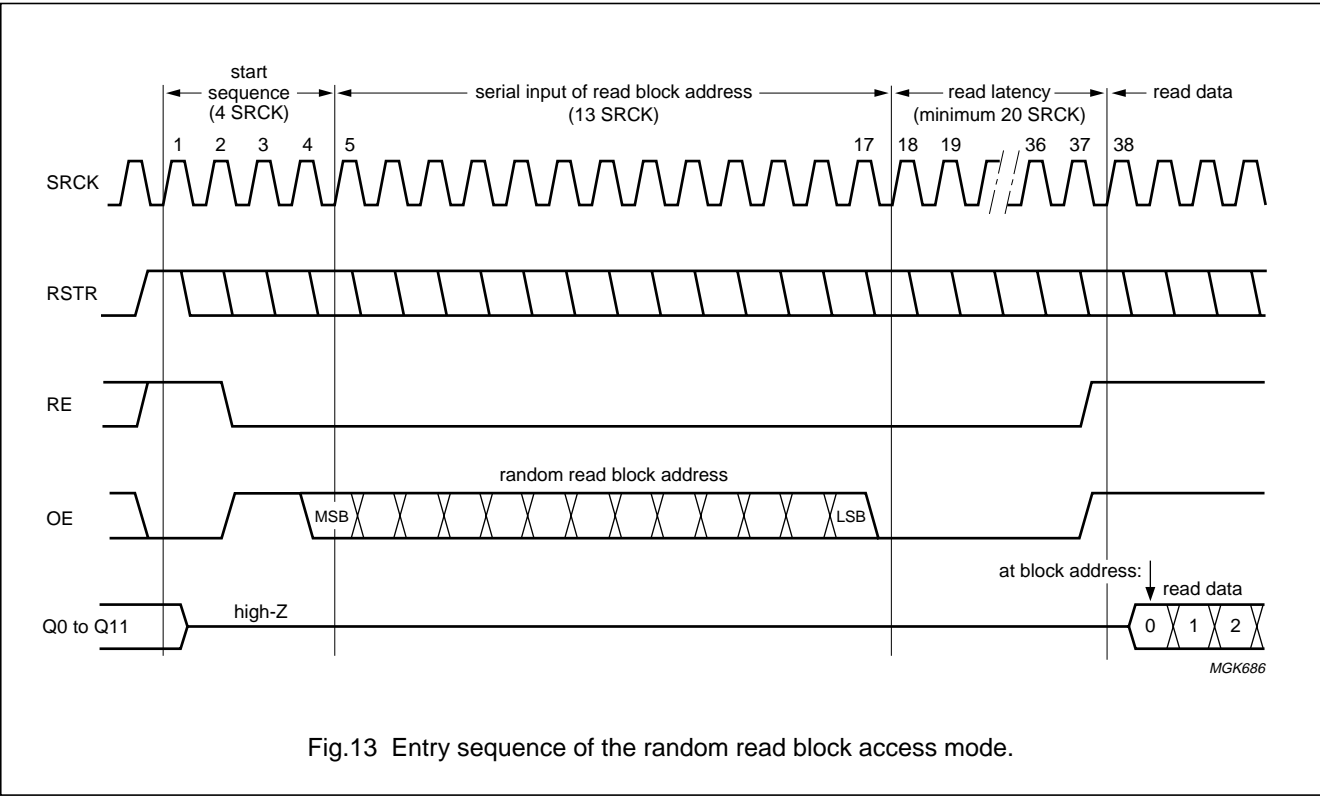 start
sequence
(4 SRCK)
serial input of read block address
(13 SRCK)
read latency
(minimum 20 SRCK)
read data
1 2 3 4 5 17 18 19 36 37 38
SRCK
RSTR
RE
random read block address
OE
MSB
LSB
at block address:
read data
high-Z
Q0 to Q11
0 1 2
MGK686
Fig.13 Entry sequence of the random read block access mode.